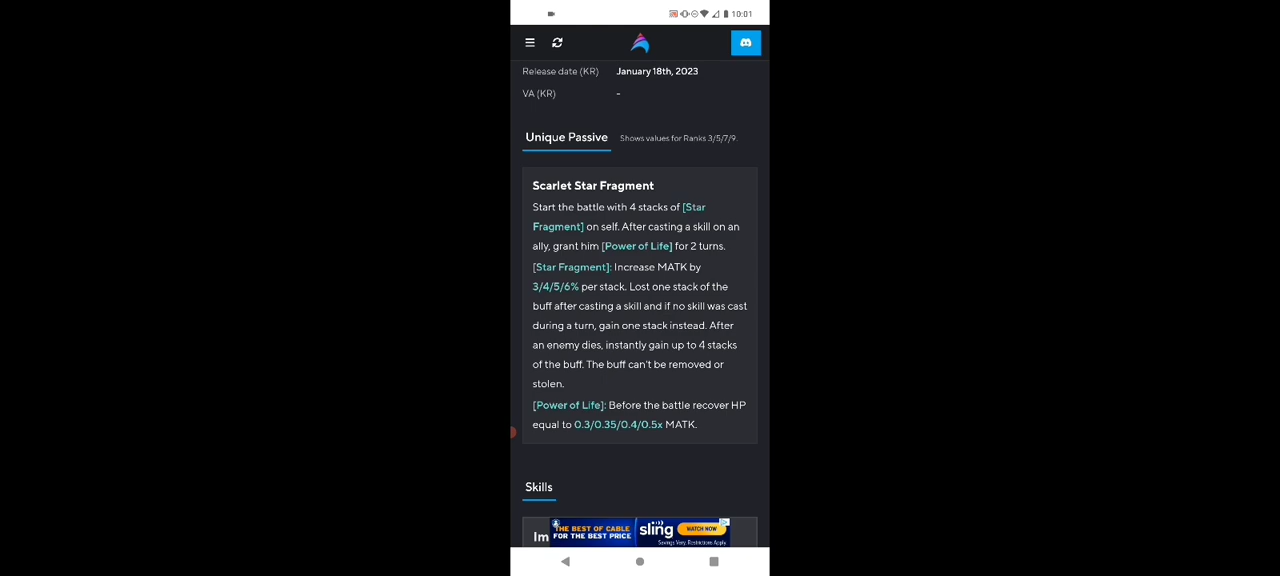 10:01
Release date (KR) January 18th, 2023
VA (KR) -
Unique Passive Shows values for Ranks 3/5/7/9.
Scarlet Star Fragment
Start the battle with 4 stacks of [Star
Fragment] on self. After casting a skill on an
ally, grant him [Power of Life] for 2 turns.
[Star Fragment]: Increase MATK by
3/4/5/6% per stack. Lost one stack of the
buff after casting a skill and if no skill was cast
during a turn, gain one stack instead. After
an enemy dies, instantly gain up to 4 stacks
of the buff. The buff can't be removed or
stolen.
[Power of Life]: Before the battle recover HP
equal to 0.3/0.35/0.4/0.5x MATK.
Skills
Im
THE BEST OF CABLE
FOR THE BEST PRICE
sling
WATCH NOW
Savings Vary. Restrictions Apply.